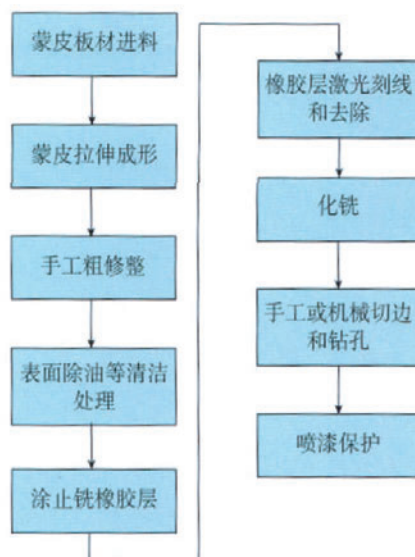 蒙皮板材进料
蒙皮拉伸成形
手工粗修整
表面除油等清洁
处理
涂止铣橡胶层
橡胶层激光刻线
和去除
化铣
手工或机械切边
和钻孔
喷漆保护